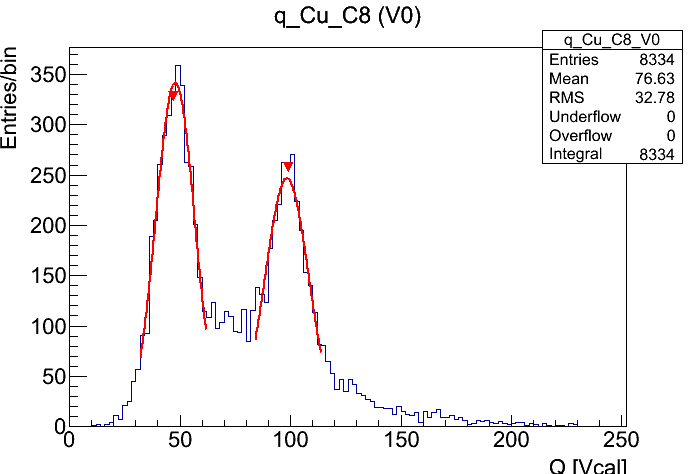 q_Cu_C8 (V0)
q_Cu_C8_V0
Entries 8334
Mean 76.63
RMS 32.78
Underflow 0
Overflow 0
Integral 8334
Entries/bin
350
300
250
200
150
100
50
0
0 50 100 150 200 250
Q [Vcal]